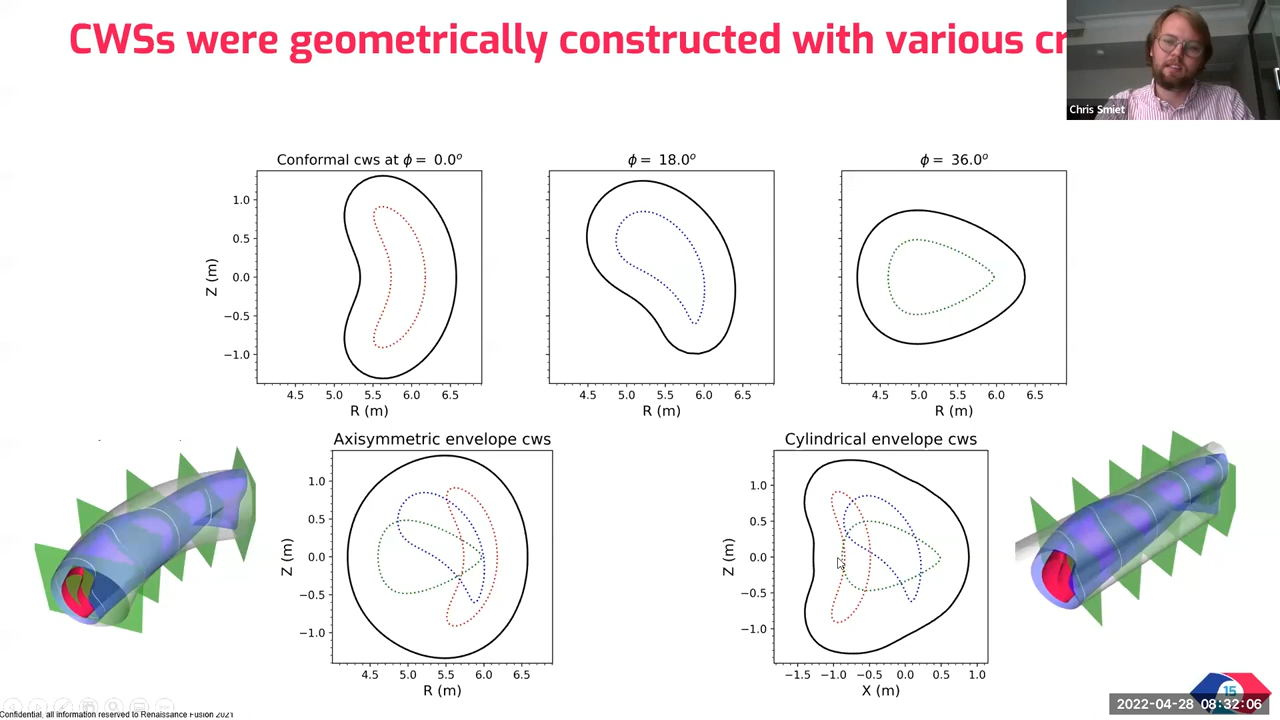 CWSs were geometrically constructed with various cr
Chris Smiet
Conformal cws at ϕ = 0.0°
ϕ = 18.0°
ϕ = 36.0°
1.0
0.5
0.0
−0.5
−1.0
Z (m)
4.5 5.0 5.5 6.0 6.5
4.5 5.0 5.5 6.0 6.5
4.5 5.0 5.5 6.0 6.5
R (m)
R (m)
R (m)
Axisymmetric envelope cws
Cylindrical envelope cws
1.0
0.5
0.0
−0.5
−1.0
Z (m)
4.5 5.0 5.5 6.0 6.5
R (m)
1.0
0.5
0.0
−0.5
−1.0
Z (m)
−1.5 −1.0 −0.5 0.0 0.5 1.0
X (m)
15
2022-04-28 08:32:06
Confidential, all information reserved to Renaissance Fusion 2021